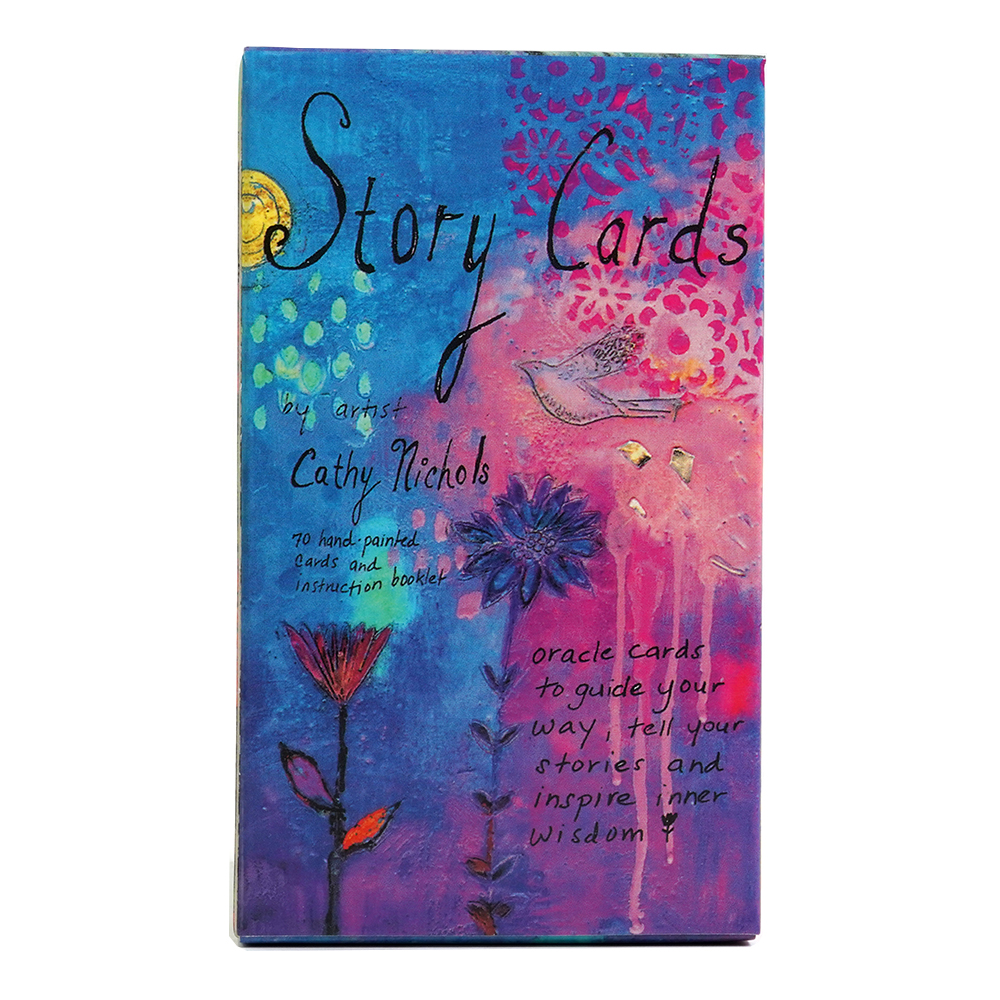 Story Cards
by artist
Cathy Nichols
70 hand-painted
cards and
instruction booklet
oracle cards
to guide your
way, tell your
stories and
inspire inner
wisdom